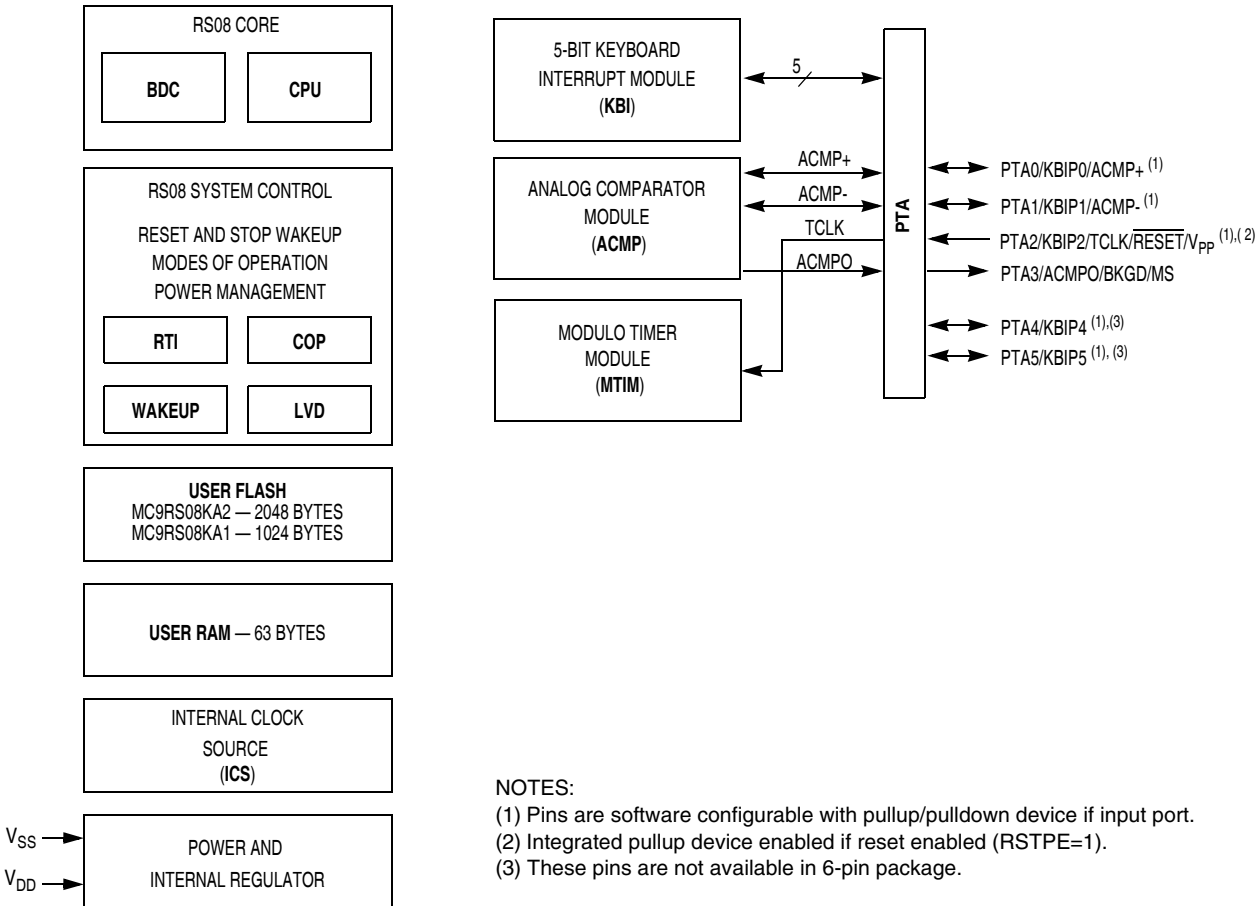 RS08 CORE
BDC
CPU
RS08 SYSTEM CONTROL
RESET AND STOP WAKEUP
MODES OF OPERATION
POWER MANAGEMENT
RTI
COP
WAKEUP
LVD
USER FLASH
MC9RS08KA2 — 2048 BYTES
MC9RS08KA1 — 1024 BYTES
USER RAM — 63 BYTES
INTERNAL CLOCK
SOURCE
(ICS)
VSS
VDD
POWER AND
INTERNAL REGULATOR
5-BIT KEYBOARD
INTERRUPT MODULE
(KBI)
5
ANALOG COMPARATOR
MODULE
(ACMP)
ACMP+
ACMP-
TCLK
ACMPO
MODULO TIMER
MODULE
(MTIM)
PTA
PTA0/KBIP0/ACMP+ (1)
PTA1/KBIP1/ACMP- (1)
PTA2/KBIP2/TCLK/RESET/VPP (1),( 2)
PTA3/ACMPO/BKGD/MS
PTA4/KBIP4 (1),(3)
PTA5/KBIP5 (1), (3)
NOTES:
(1) Pins are software configurable with pullup/pulldown device if input port.
(2) Integrated pullup device enabled if reset enabled (RSTPE=1).
(3) These pins are not available in 6-pin package.